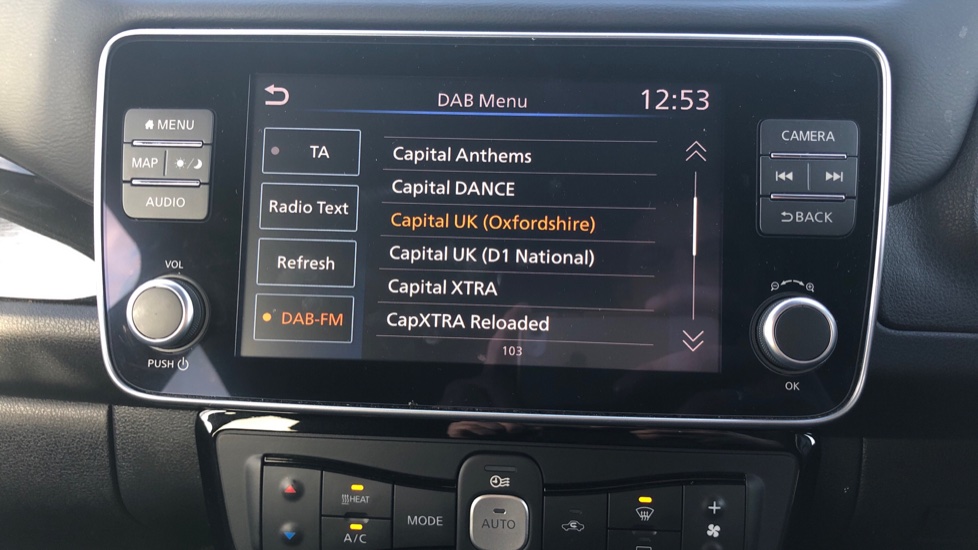 DAB Menu
12:53
TA
Radio Text
Refresh
DAB-FM
Capital Anthems
Capital DANCE
Capital UK (Oxfordshire)
Capital UK (D1 National)
Capital XTRA
CapXTRA Reloaded
103
MENU
MAP
AUDIO
VOL
PUSH
CAMERA
BACK
OK
HEAT
A/C
MODE
AUTO